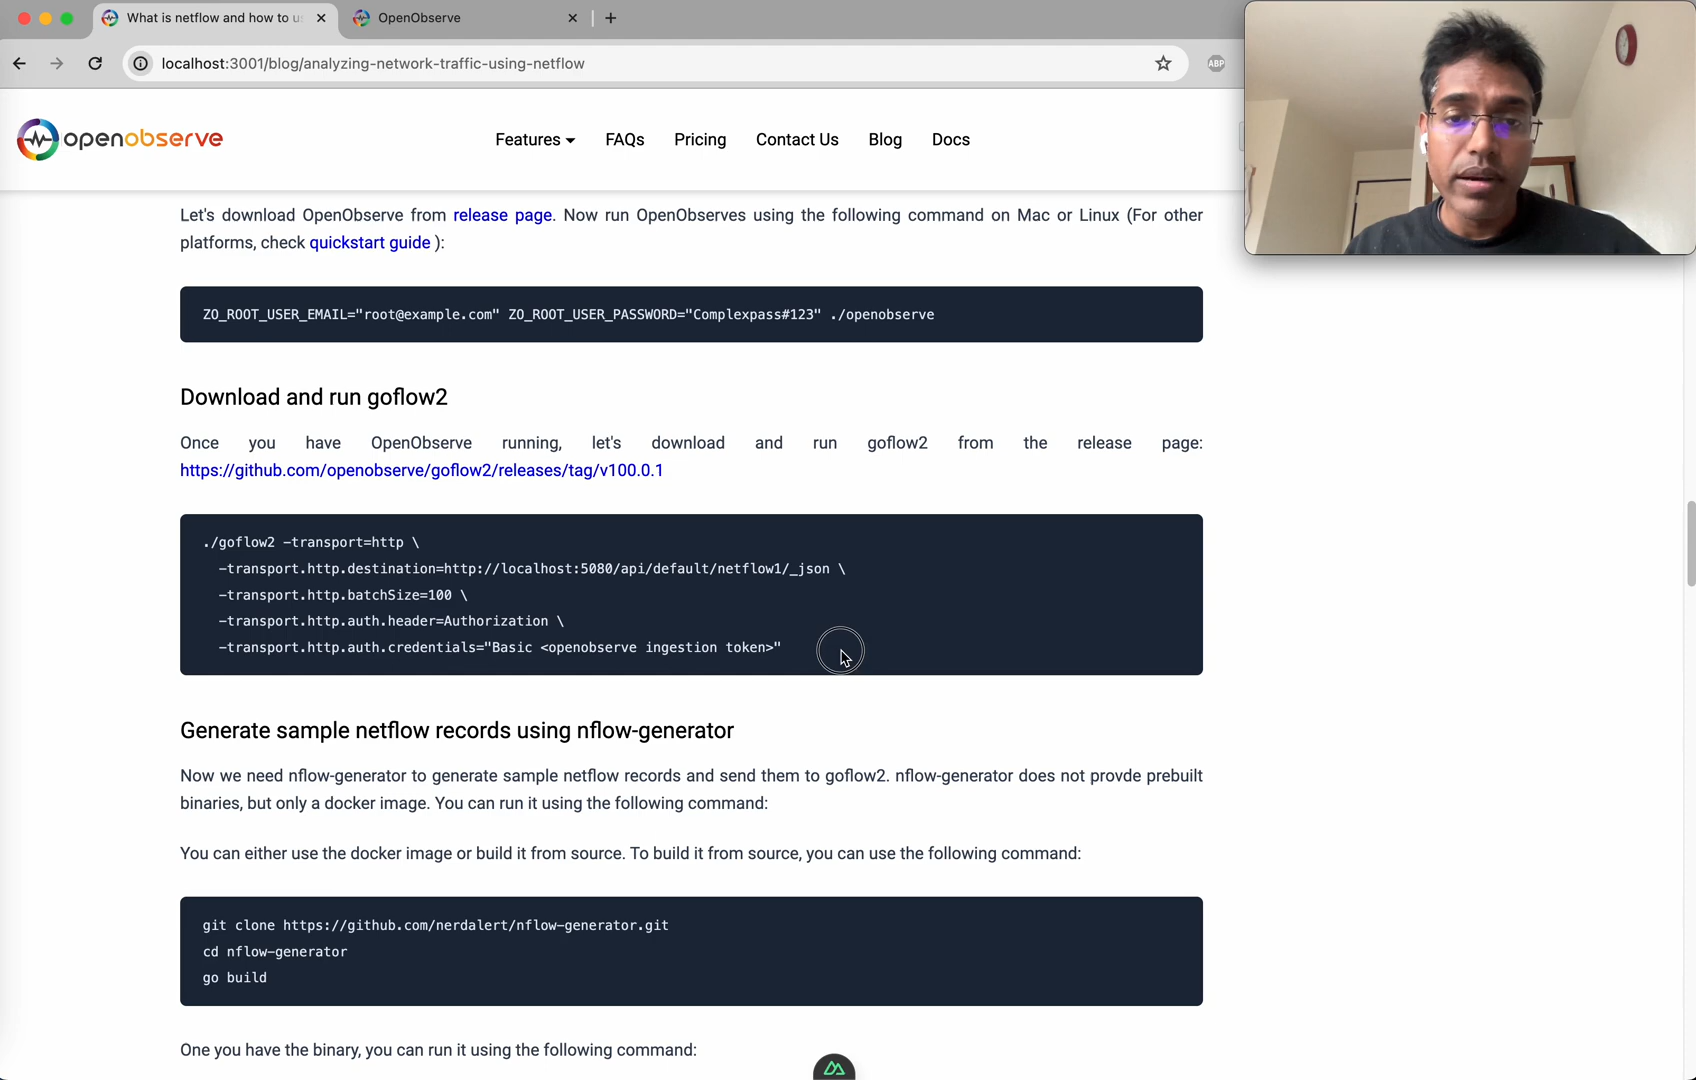 What is netflow and how to u
OpenObserve
localhost:3001/blog/analyzing-network-traffic-using-netflow
ABP
openobserve
Features
FAQs
Pricing
Contact Us
Blog
Docs
Let's download OpenObserve from release page. Now run OpenObserves using the following command on Mac or Linux (For other
platforms, check quickstart guide ):
ZO_ROOT_USER_EMAIL="root@example.com" ZO_ROOT_USER_PASSWORD="Complexpass#123" ./openobserve
Download and run goflow2
Once you have OpenObserve running, let's download and run goflow2 from the release page:
https://github.com/openobserve/goflow2/releases/tag/v100.0.1
./goflow2 -transport=http \
-transport.http.destination=http://localhost:5080/api/default/netflow1/_json \
-transport.http.batchSize=100 \
-transport.http.auth.header=Authorization \
-transport.http.auth.credentials="Basic <openobserve ingestion token>"
Generate sample netflow records using nflow-generator
Now we need nflow-generator to generate sample netflow records and send them to goflow2. nflow-generator does not provde prebuilt
binaries, but only a docker image. You can run it using the following command:
You can either use the docker image or build it from source. To build it from source, you can use the following command:
git clone https://github.com/nerdalert/nflow-generator.git
cd nflow-generator
go build
One you have the binary, you can run it using the following command: